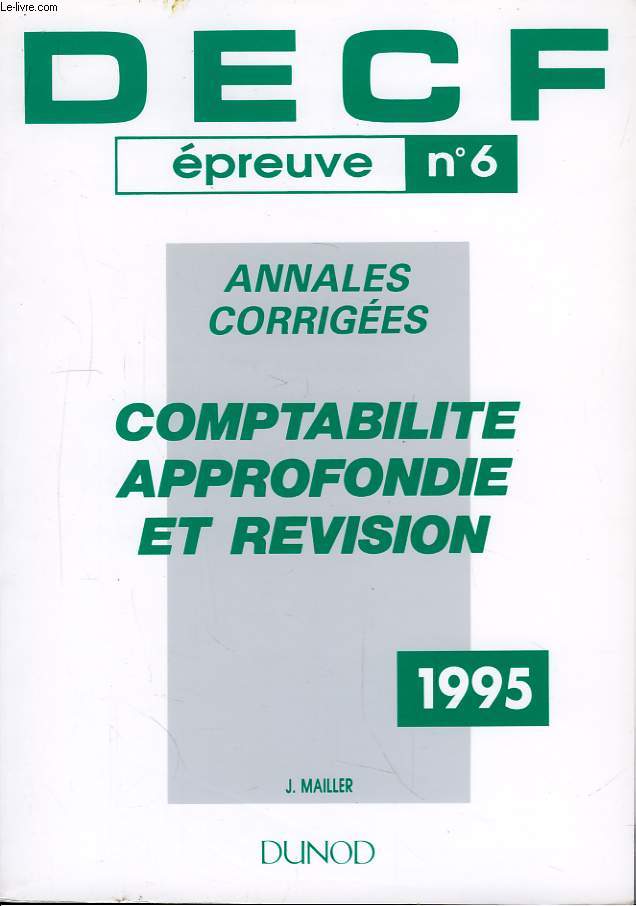 Le-livre.com
DECF
épreuve n°6
ANNALES
CORRIGÉES
COMPTABILITE
APPROFONDIE
ET REVISION
1995
J. MAILLER
DUNOD